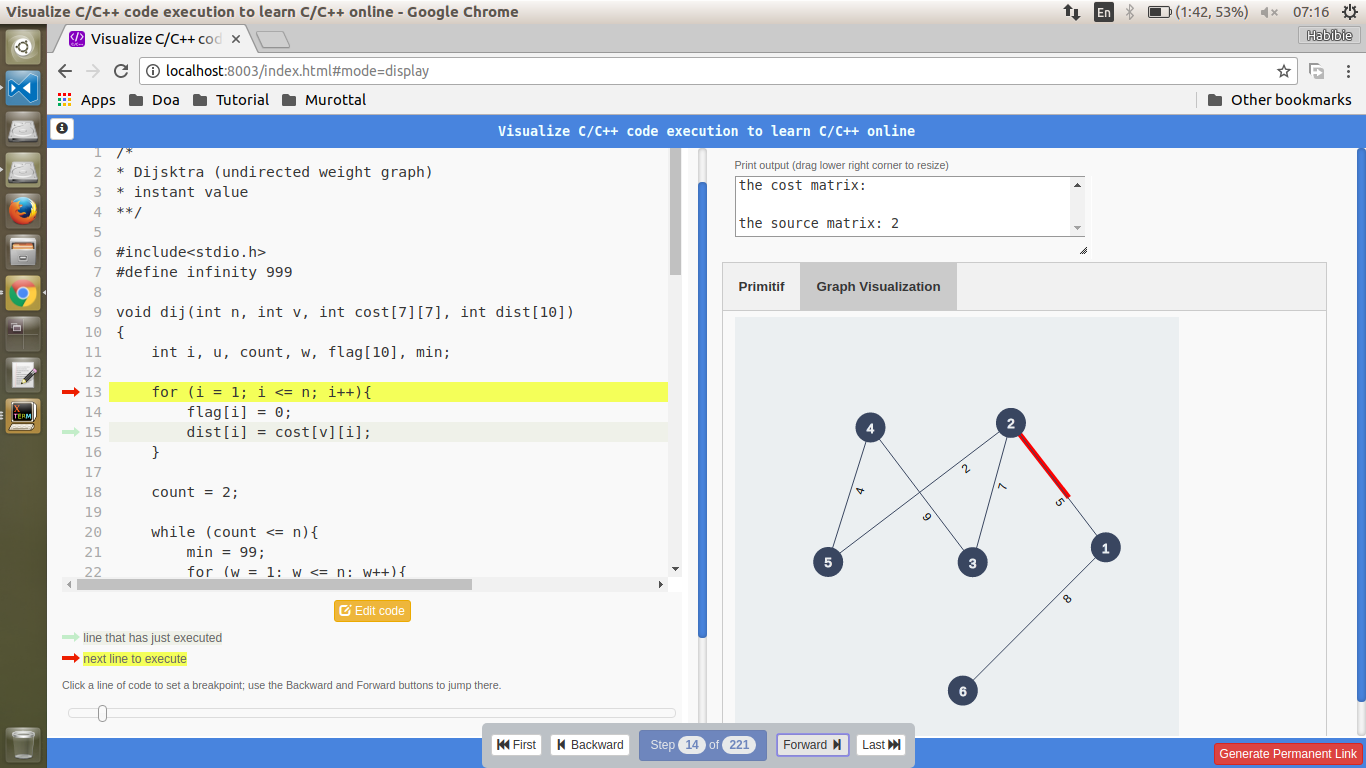 Visualize C/C++ code execution to learn C/C++ online - Google Chrome
En (1:42, 53%) 07:16
Visualize C/C++ cod ×
Habibie
localhost:8003/index.html#mode=display
Apps Doa Tutorial Murottal Other bookmarks
Visualize C/C++ code execution to learn C/C++ online
1 /*
2 * Dijsktra (undirected weight graph)
3 * instant value
4 **/
5
6 #include<stdio.h>
7 #define infinity 999
8
9 void dij(int n, int v, int cost[7][7], int dist[10])
10 {
11 int i, u, count, w, flag[10], min;
12
13 for (i = 1; i <= n; i++){
14 flag[i] = 0;
15 dist[i] = cost[v][i];
16 }
17
18 count = 2;
19
20 while (count <= n){
21 min = 99;
22 for (w = 1; w <= n; w++){
Edit code
line that has just executed
next line to execute
Click a line of code to set a breakpoint; use the Backward and Forward buttons to jump there.
Print output (drag lower right corner to resize)
the cost matrix:
the source matrix: 2
Primitif Graph Visualization
4 2
2
4 7
5
9
5 3 1
8
6
First Backward Step 14 of 221 Forward Last
Generate Permanent Link
XTERM